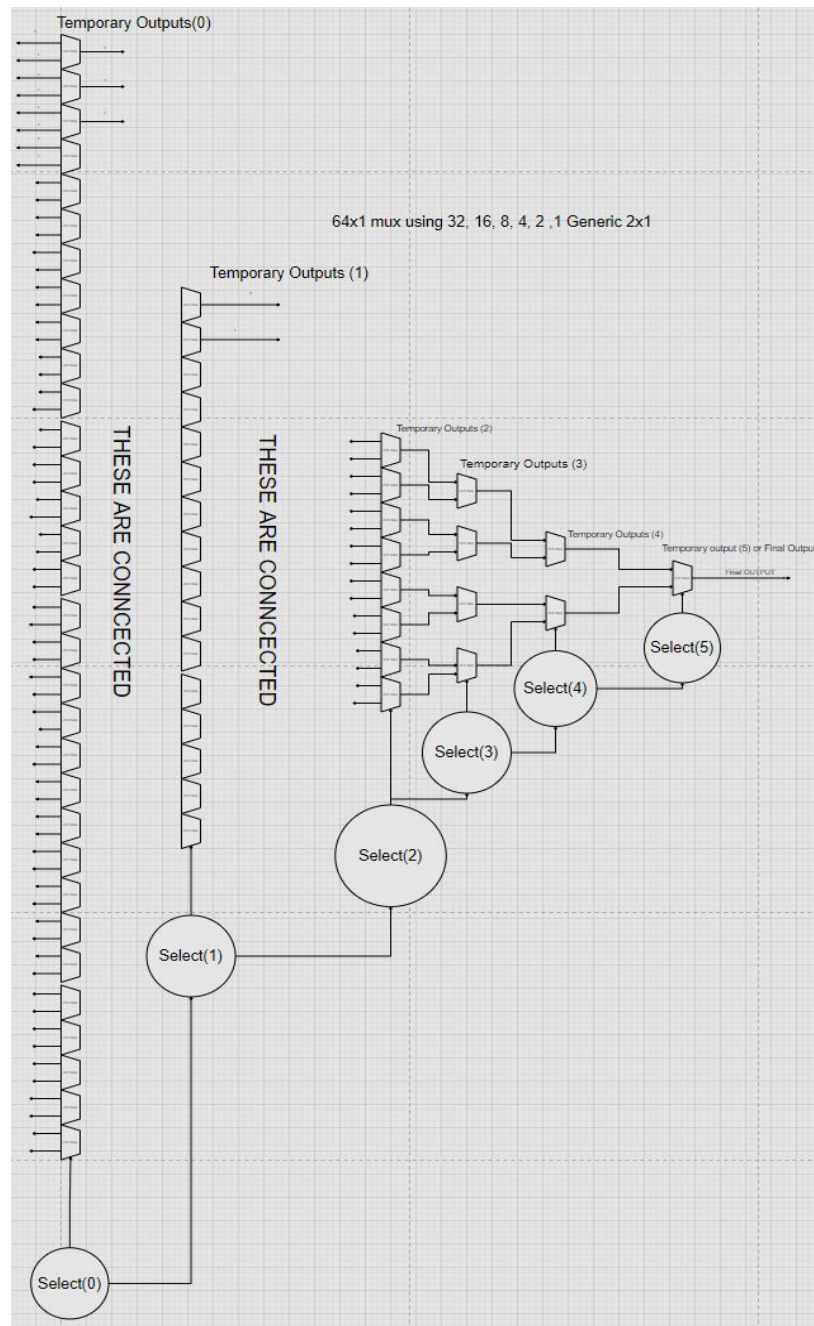 Temporary Outputs(0)
64x1 mux using 32, 16, 8, 4, 2 ,1 Generic 2x1
Temporary Outputs (1)
THESE ARE CONNCECTED
THESE ARE CONNCECTED
Temporary Outputs (2)
Temporary Outputs (3)
Temporary Outputs (4)
Temporary output (5) or Final Outpu
Final OUTPUT
Select(5)
Select(4)
Select(3)
Select(2)
Select(1)
Select(0)